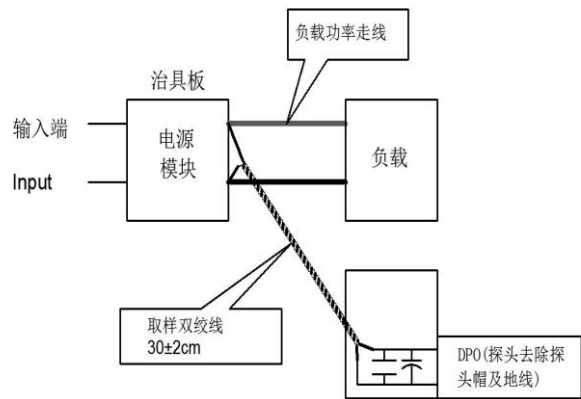 负载功率走线
治具板
输入端
Input
电源
模块
负载
取样双绞线
30±2cm
DPO(探头去除探
头帽及地线)